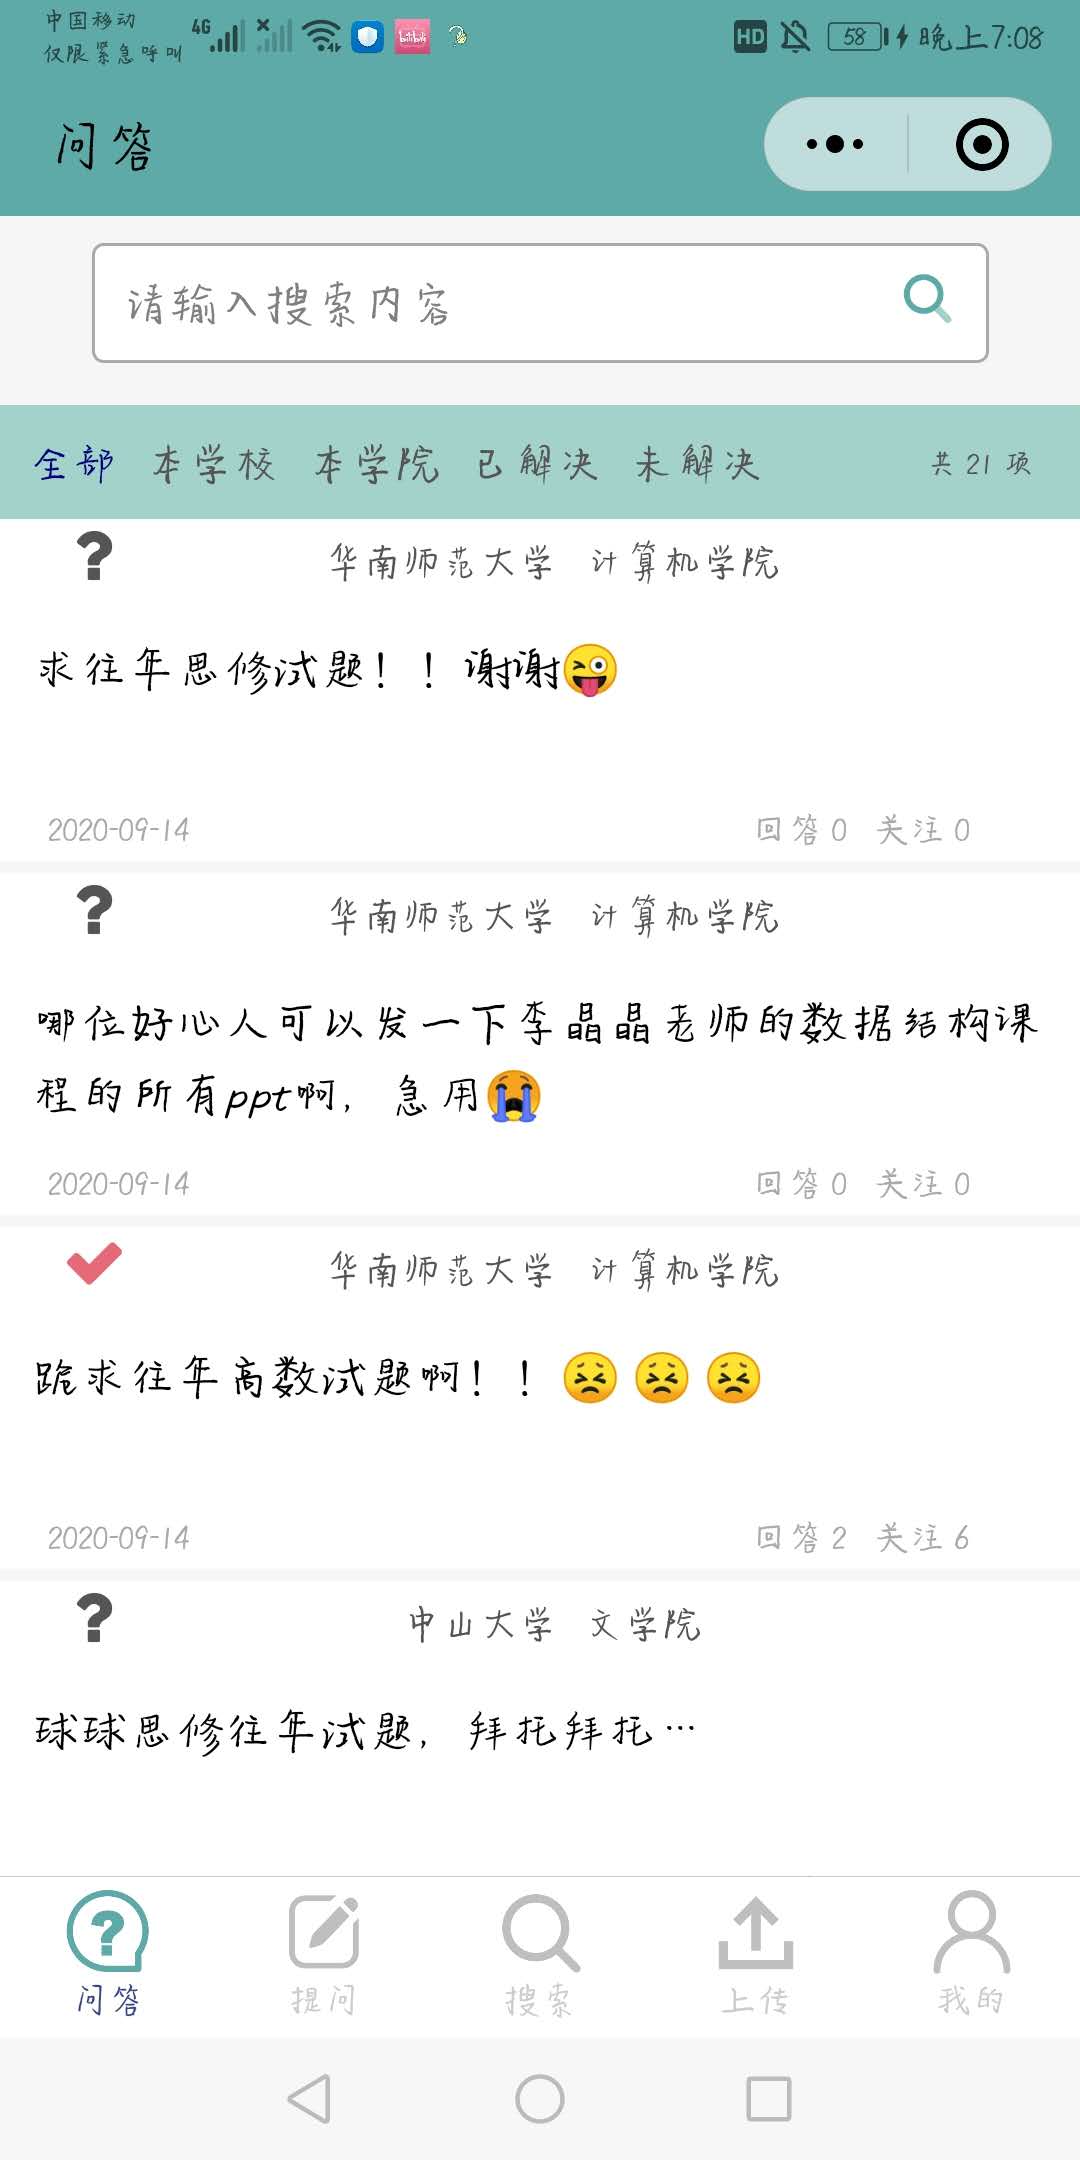 中国移动
仅限紧急呼叫
4G
bilibili
HD
58
晚上7:08
问答
请输入搜索内容
全部 本学校 本学院 已解决 未解决 共 21 项
华南师范大学 计算机学院
求往年思修试题！！谢谢😜
2020-09-14 回答 0 关注 0
华南师范大学 计算机学院
哪位好心人可以发一下李晶晶老师的数据结构课
程的所有ppt啊，急用😭
2020-09-14 回答 0 关注 0
华南师范大学 计算机学院
跪求往年高数试题啊！！😣😣😣
2020-09-14 回答 2 关注 6
中山大学 文学院
球球思修往年试题，拜托拜托…
问答 提问 搜索 上传 我的